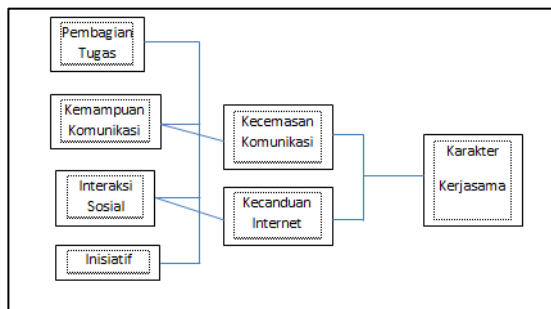 Pembagian
Tugas
Kemampuan
Komunikasi
Interaksi
Sosial
Inisiatif
Kecemasan
Komunikasi
Kecanduan
Internet
Karakter
Kerjasama